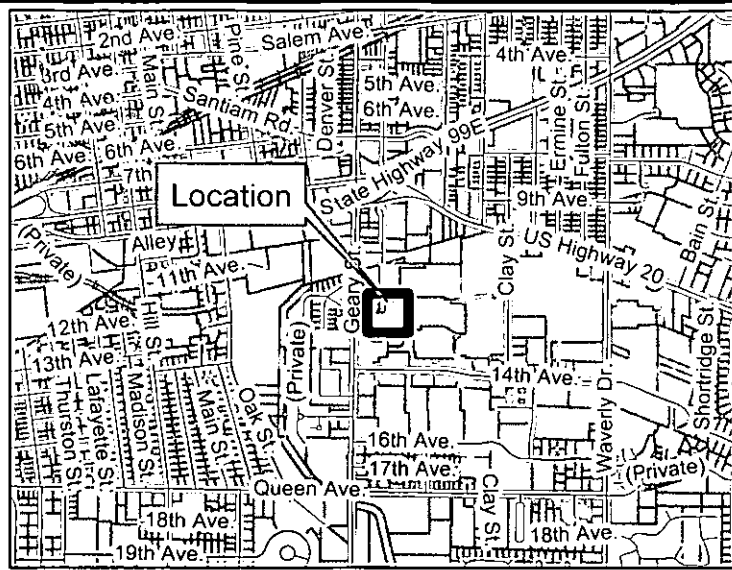 2nd Ave.
Salem Ave.
Pine St.
3rd Ave.
Main St.
4th Ave.
Santiam Rd.
5th Ave.
6th Ave.
6th Ave.
7th
Denver St.
5th Ave.
6th Ave.
4th Ave.
Ermine St.
Fulton St.
State Highway 99E
Location
9th Ave.
US Highway 20
Bain St.
Clay St.
(Private)
Alley
11th Ave.
12th Ave.
13th Ave.
Hill St.
Geary St.
(Private)
14th Ave.
Waverly Dr.
Shortridge St.
Thurston St.
Lafayette St.
Madison St.
Main St.
Oak St.
16th Ave.
17th Ave.
(Private)
Queen Ave.
Clay St.
18th Ave.
19th Ave.
18th Ave.